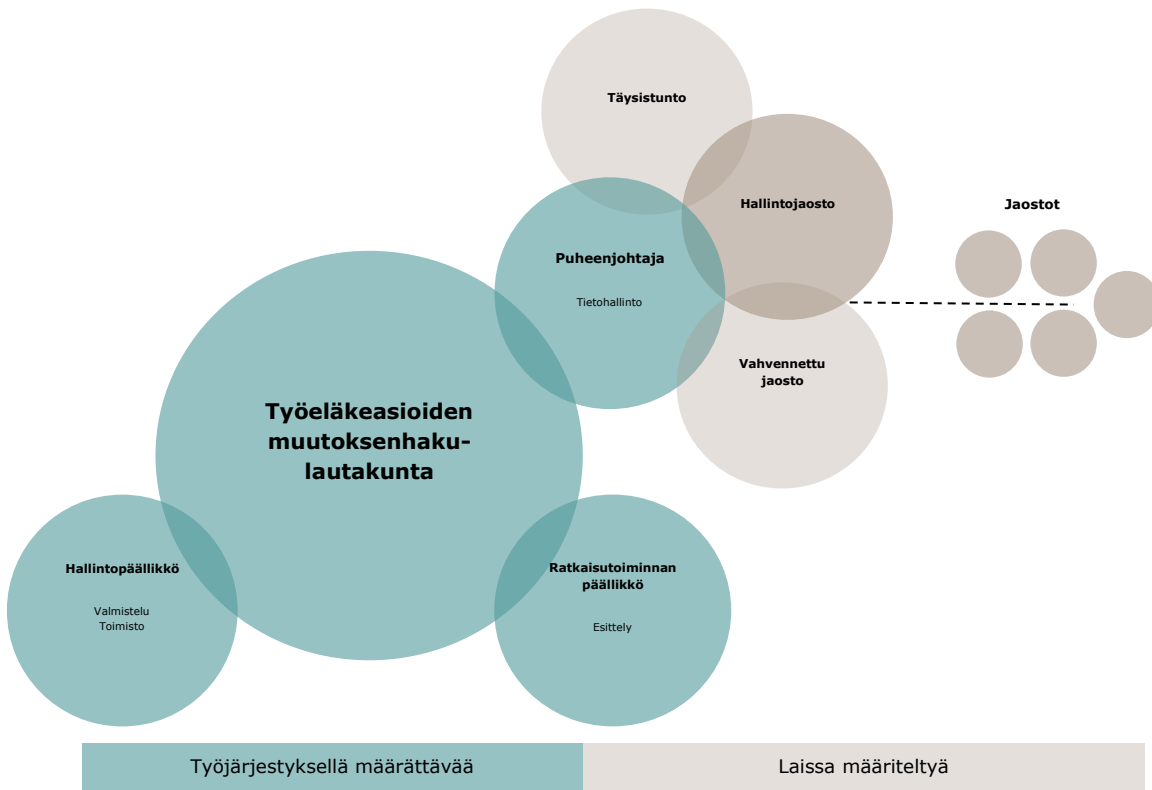 Täysistunto
Hallintojaosto
Jaostot
Puheenjohtaja
Tietohallinto
Vahvennettu
jaosto
Työeläkeasioiden
muutoksenhaku-
lautakunta
Hallintopäällikkö
Valmistelu
Toimisto
Ratkaisutoiminnan
päällikkö
Esittely
Työjärjestyksellä määrättävää
Laissa määriteltyä